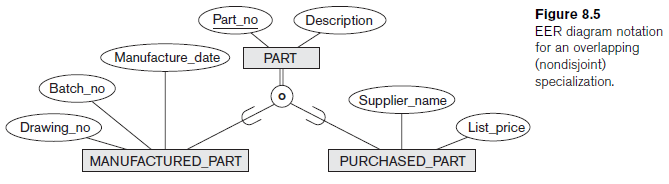 Part_no
Description
Figure 8.5
EER diagram notation
for an overlapping
(nondisjoint)
specialization.
Manufacture_date
PART
Batch_no
o
Supplier_name
Drawing_no
List_price
MANUFACTURED_PART
PURCHASED_PART